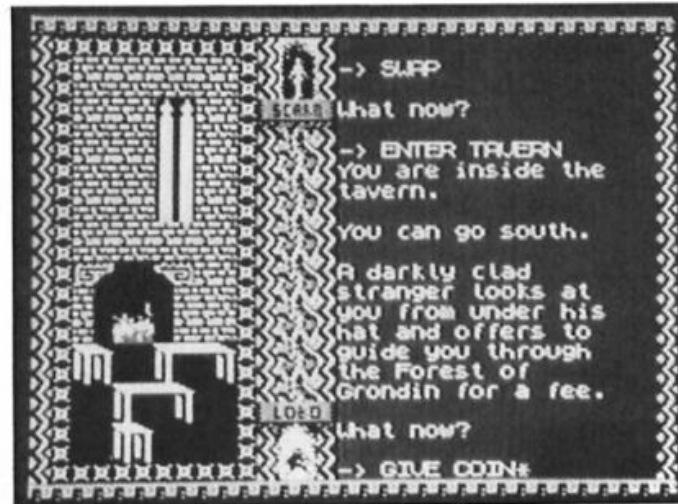 -> SWAP
What now?
-> ENTER TAVERN
You are inside the
tavern.
You can go south.
A darkly clad
stranger looks at
you from under his
hat and offers to
guide you through
the Forest of
Grondin for a fee.
What now?
-> GIVE COIN*